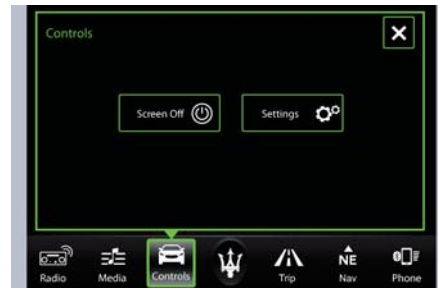 Controls
Screen Off
Settings
NE
Radio
Media
Controls
Trip
Nav
Phone